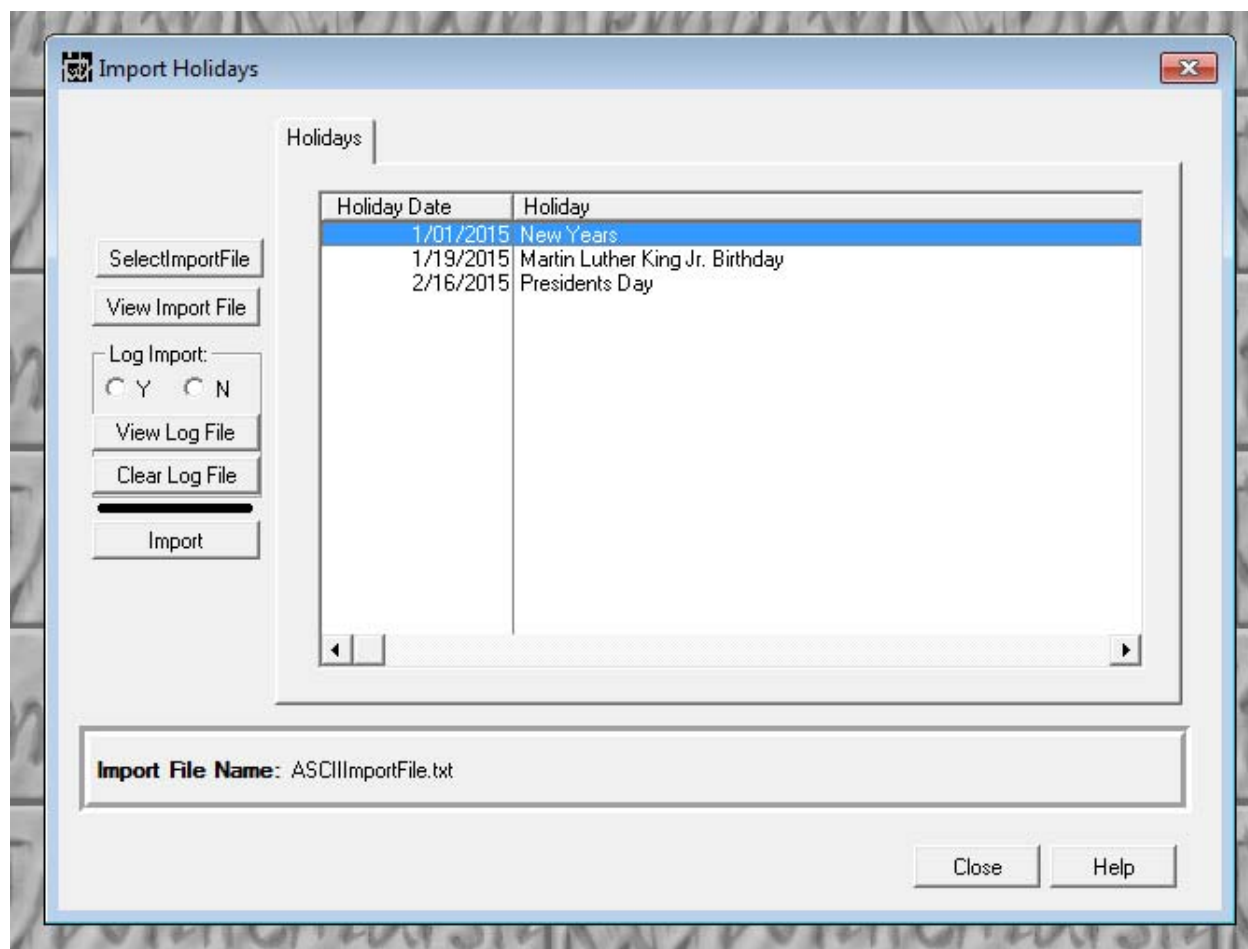 Import Holidays
Holidays
Holiday Date Holiday
1/01/2015 New Years
1/19/2015 Martin Luther King Jr. Birthday
2/16/2015 Presidents Day
SelectImportFile
View Import File
Log Import:
Y N
View Log File
Clear Log File
Import
Import File Name: ASCIIImportFile.txt
Close Help